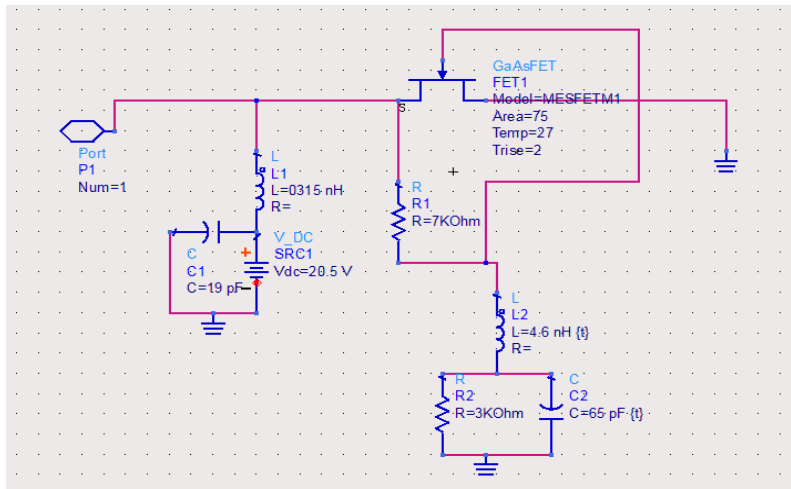 GaAsFET
FET1
Model=MESFETM1
Area=75
Temp=27
Trise=2
S
Port
P1
Num=1
L
L1
L=0315 nH
R=
C
C1
C=19 pF
V_DC
SRC1
Vdc=20.5 V
R
R1
R=7KOhm
L
L2
L=4.6 nH {t}
R=
R
R2
R=3KOhm
C
C2
C=65 pF {t}